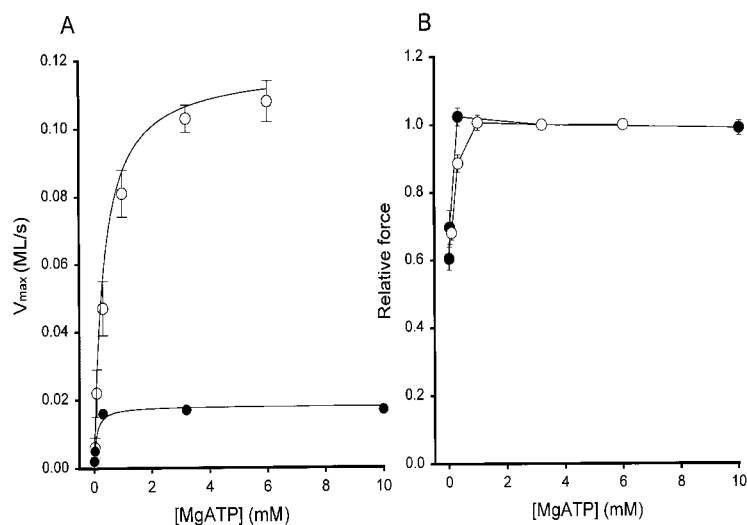 A
B
0.12
0.10
0.08
0.06
0.04
0.02
0.00
Vmax (ML/s)
0 2 4 6 8 10
[MgATP] (mM)
1.2
1.0
0.8
0.6
0.4
0.2
0.0
Relative force
0 2 4 6 8 10
[MgATP] (mM)